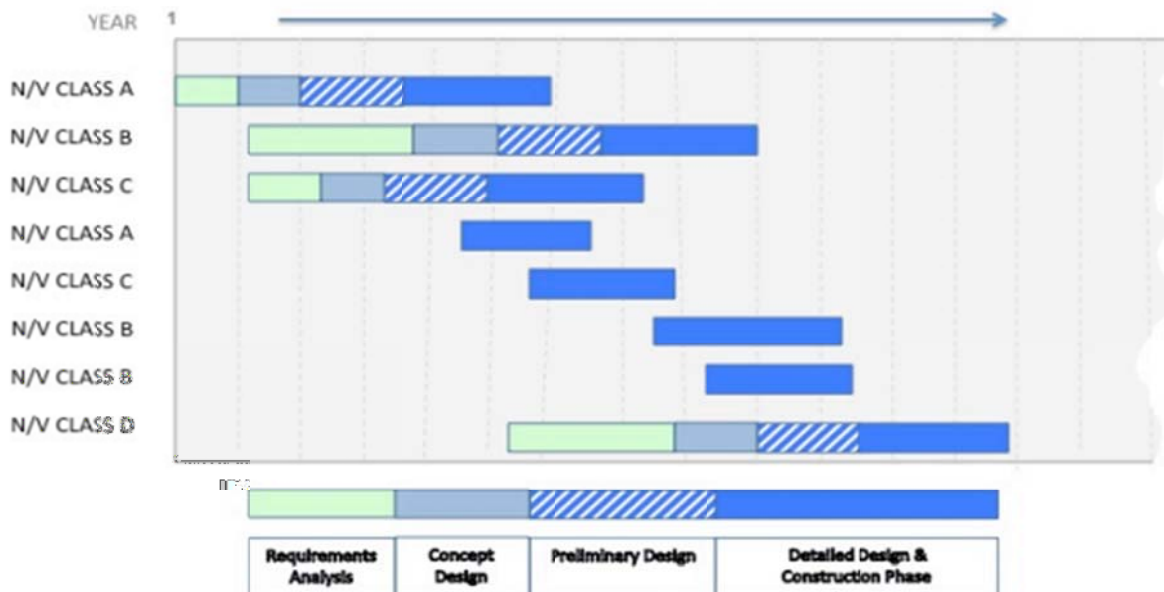 YEAR 1
N/V CLASS A
N/V CLASS B
N/V CLASS C
N/V CLASS A
N/V CLASS C
N/V CLASS B
N/V CLASS B
N/V CLASS D
Requirements
Analysis
Concept
Design
Preliminary Design
Detailed Design &
Construction Phase